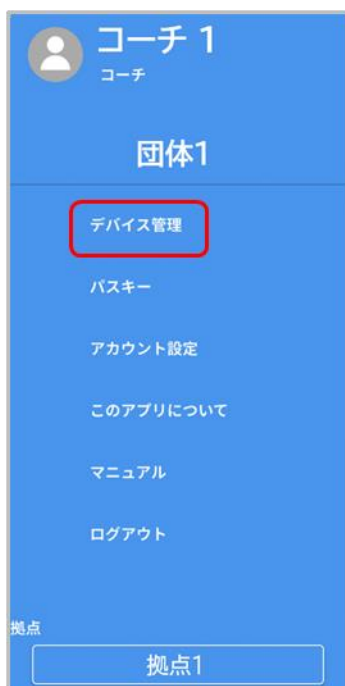 コーチ 1
コーチ
団体1
デバイス管理
パスキー
アカウント設定
このアプリについて
マニュアル
ログアウト
拠点
拠点1